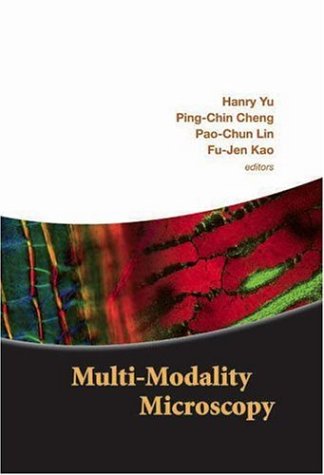 Hanry Yu
Ping-Chin Cheng
Pao-Chun Lin
Fu-Jen Kao
editors
Multi-Modality
Microscopy